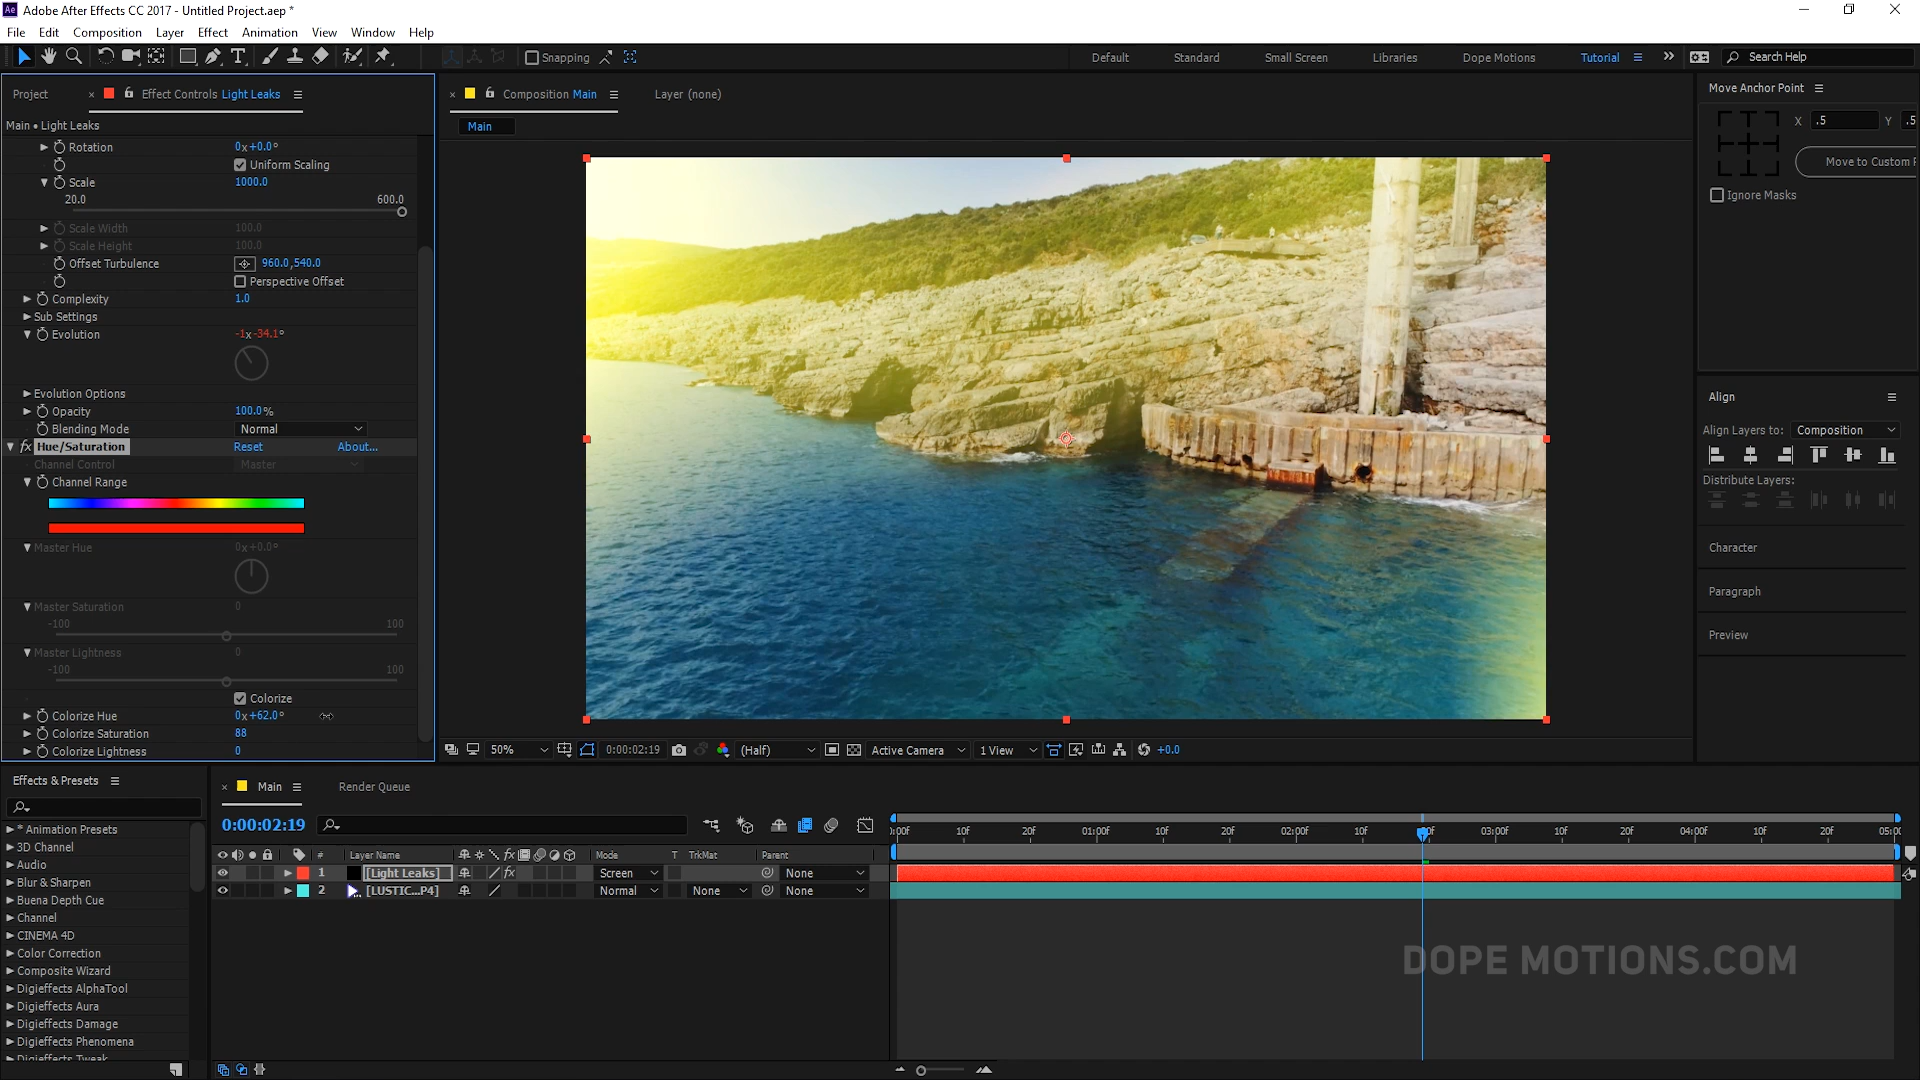 Adobe After Effects CC 2017 - Untitled Project.aep *
File Edit Composition Layer Effect Animation View Window Help
Snapping
Default Standard Small Screen Libraries Dope Motions Tutorial Search Help
Project Effect Controls Light Leaks
Composition Main Layer (none)
Move Anchor Point
Main • Light Leaks
Main
X .5 Y .5
Rotation 0x+0.0°
Uniform Scaling
Move to Custom
Scale 1000.0
20.0 600.0
Ignore Masks
Scale Width 100.0
Scale Height 100.0
Offset Turbulence 960.0,540.0
Perspective Offset
Complexity 1.0
Sub Settings
Evolution -1x-34.1°
Evolution Options
Align
Opacity 100.0%
Blending Mode Normal
Align Layers to: Composition
Hue/Saturation Reset About...
Channel Control Master
Channel Range
Distribute Layers:
Master Hue 0x+0.0°
Character
Master Saturation 0
-100 100
Paragraph
Master Lightness 0
-100 100
Preview
Colorize
Colorize Hue 0x+62.0°
Colorize Saturation 88
Colorize Lightness 0
50% 0:00:02:19 (Half) Active Camera 1 View +0.0
Effects & Presets
Main Render Queue
0:00:02:19
* Animation Presets
3D Channel
Audio
Blur & Sharpen
Buena Depth Cue
Channel
CINEMA 4D
Color Correction
Composite Wizard
Digieffects AlphaTool
Digieffects Aura
Digieffects Damage
Digieffects Phenomena
Digieffects Tweak
:00f 10f 20f 01:00f 10f 20f 02:00f 10f 03:00f 10f 20f 04:00f 10f 20f 05:00
# Layer Name Mode T TrkMat Parent
1 [Light Leaks] Screen None
2 [LUSTIC...P4] Normal None None
DOPE MOTIONS.COM